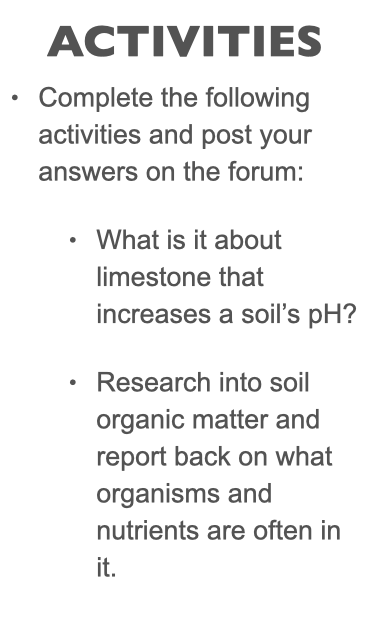 ACTIVITIES
• Complete the following
activities and post your
answers on the forum:
• What is it about
limestone that
increases a soil’s pH?
• Research into soil
organic matter and
report back on what
organisms and
nutrients are often in
it.